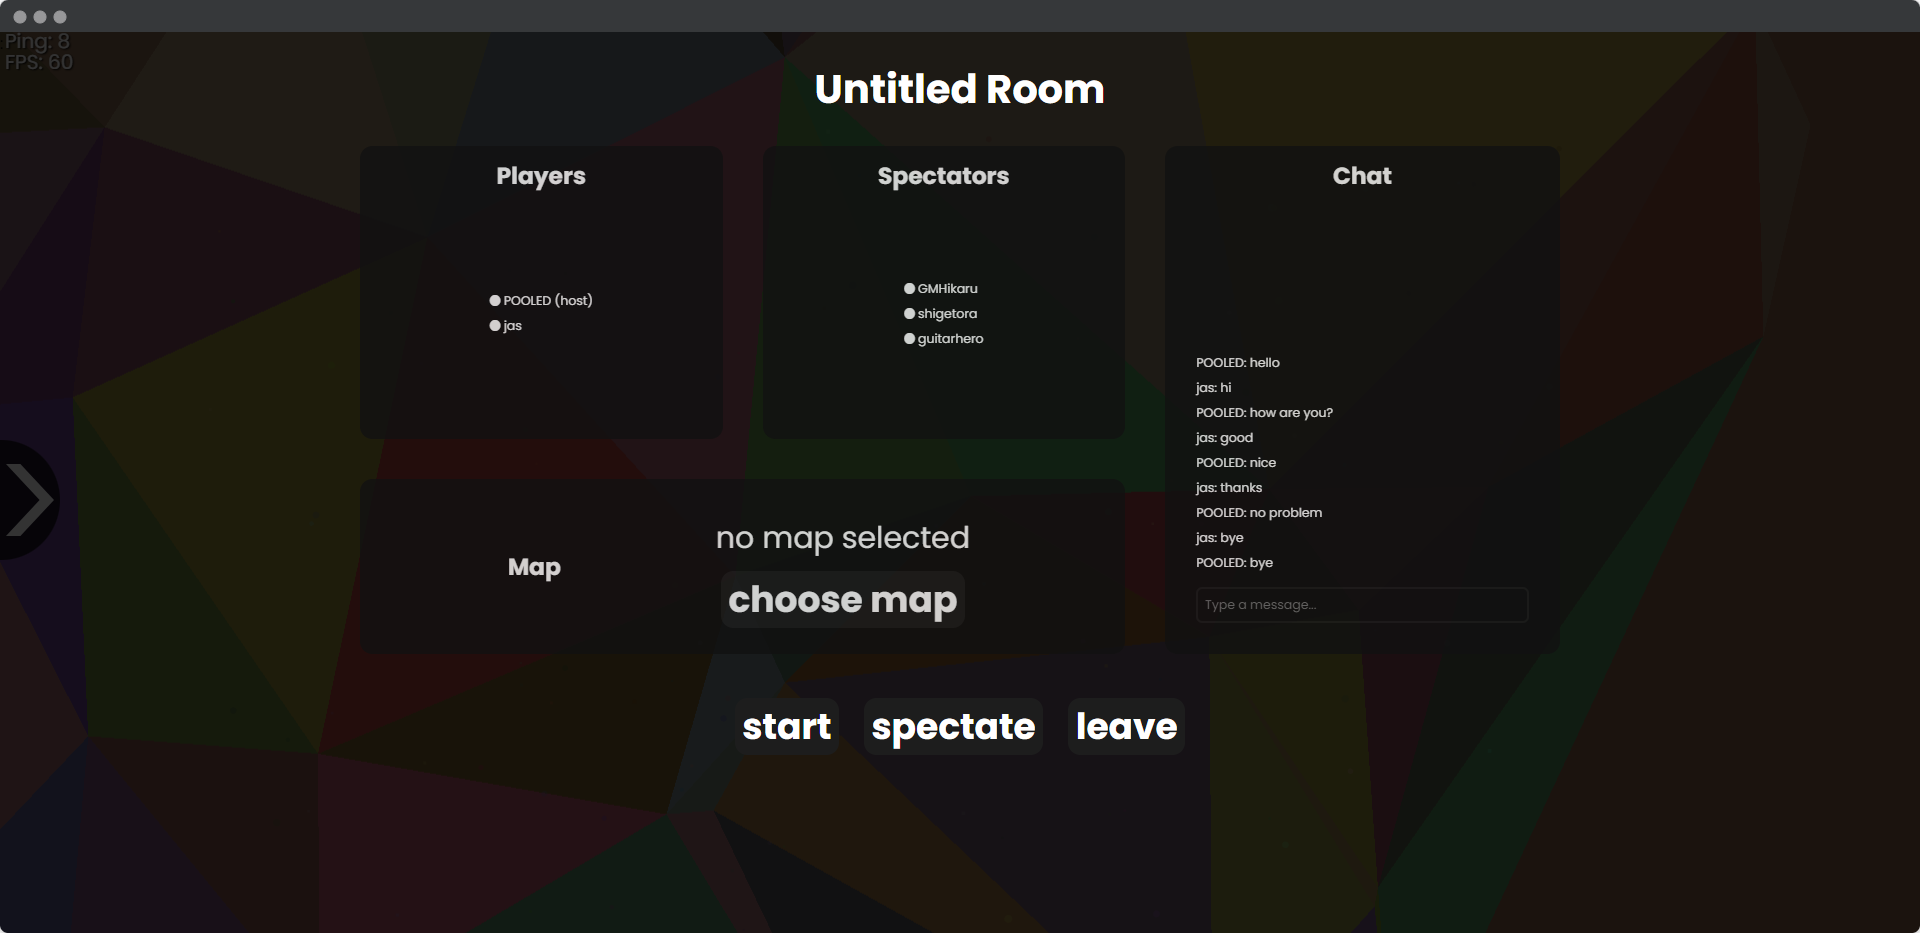 Ping: 8
FPS: 60
Untitled Room
Players
POOLED (host)
jas
Spectators
GMHikaru
shigetora
guitarhero
Chat
POOLED: hello
jas: hi
POOLED: how are you?
jas: good
POOLED: nice
jas: thanks
POOLED: no problem
jas: bye
POOLED: bye
Type a message...
Map
no map selected
choose map
start
spectate
leave